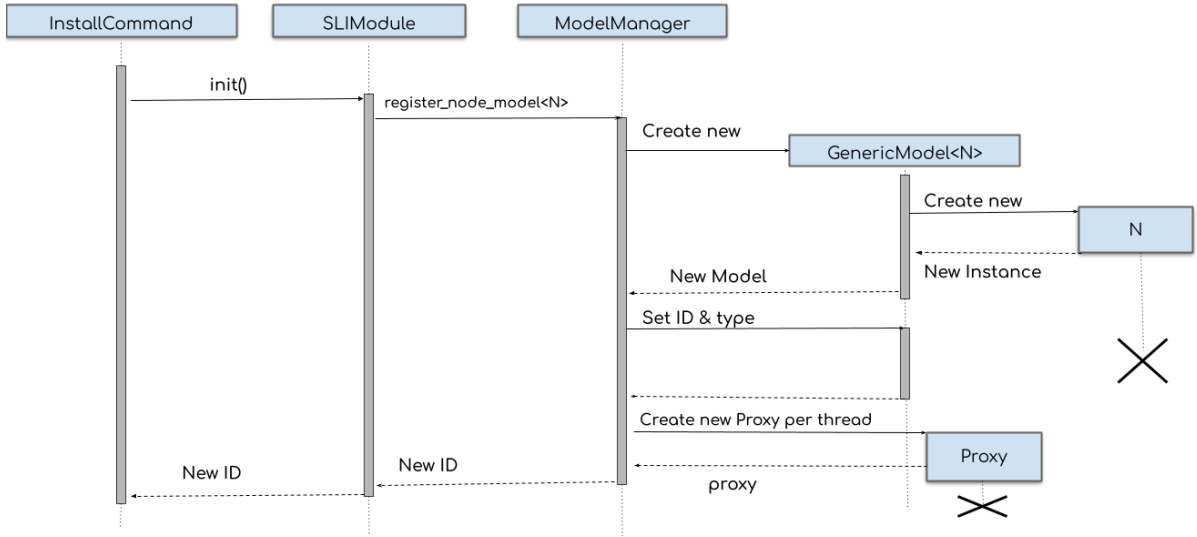 InstallCommand
SLIModule
ModelManager
init()
register_node_model<N>
Create new
GenericModel<N>
Create new
N
New Instance
New Model
Set ID & type
Create new Proxy per thread
Proxy
proxy
New ID
New ID